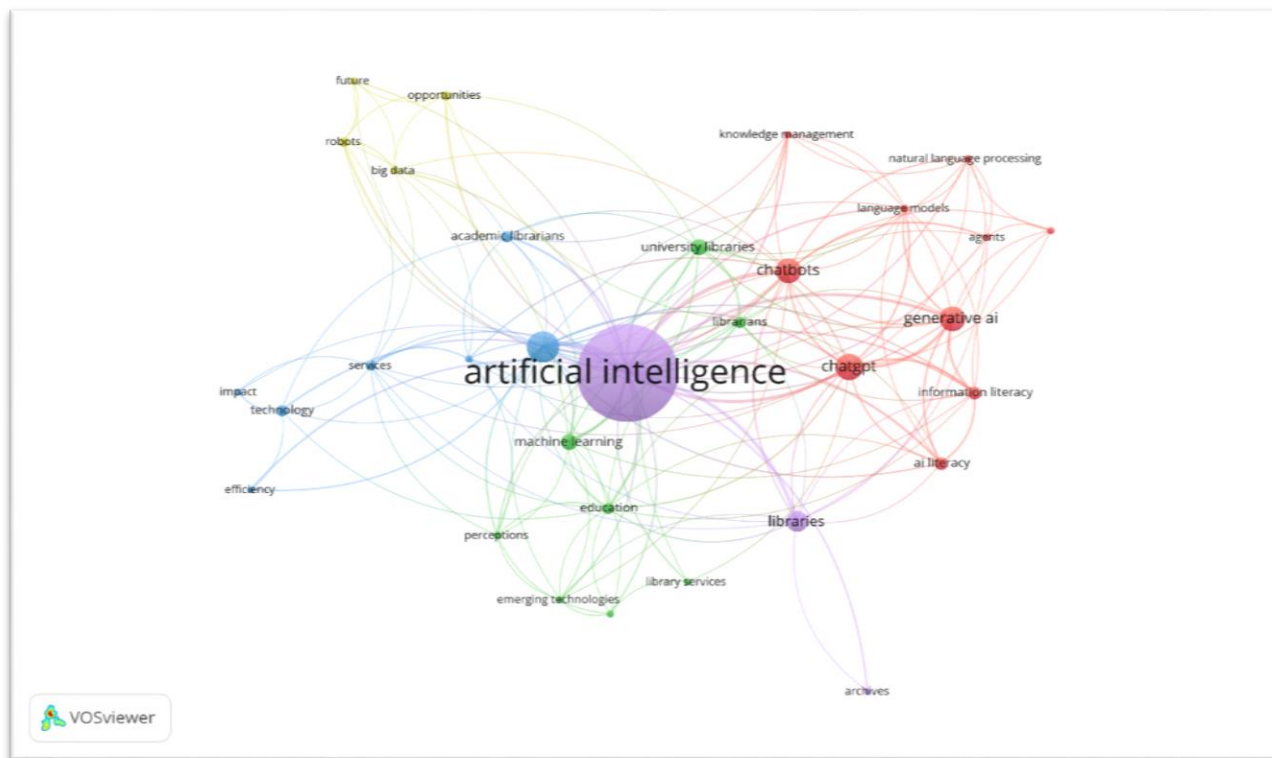 future
opportunities
robots
big data
knowledge management
natural language processing
language models
agents
academic librarians
university libraries
chatbots
librarians
generative ai
services
artificial intelligence
chatgpt
impact
technology
information literacy
machine learning
ai literacy
efficiency
education
libraries
perceptions
library services
emerging technologies
archives
VOSviewer